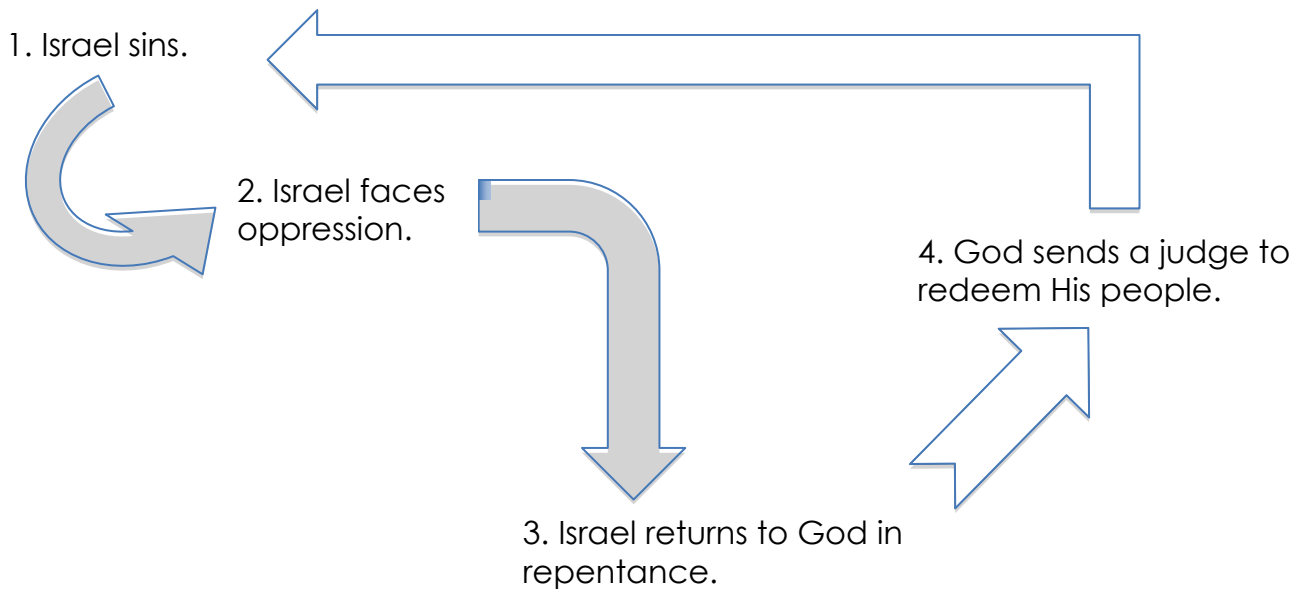 1. Israel sins.
2. Israel faces
oppression.
3. Israel returns to God in
repentance.
4. God sends a judge to
redeem His people.